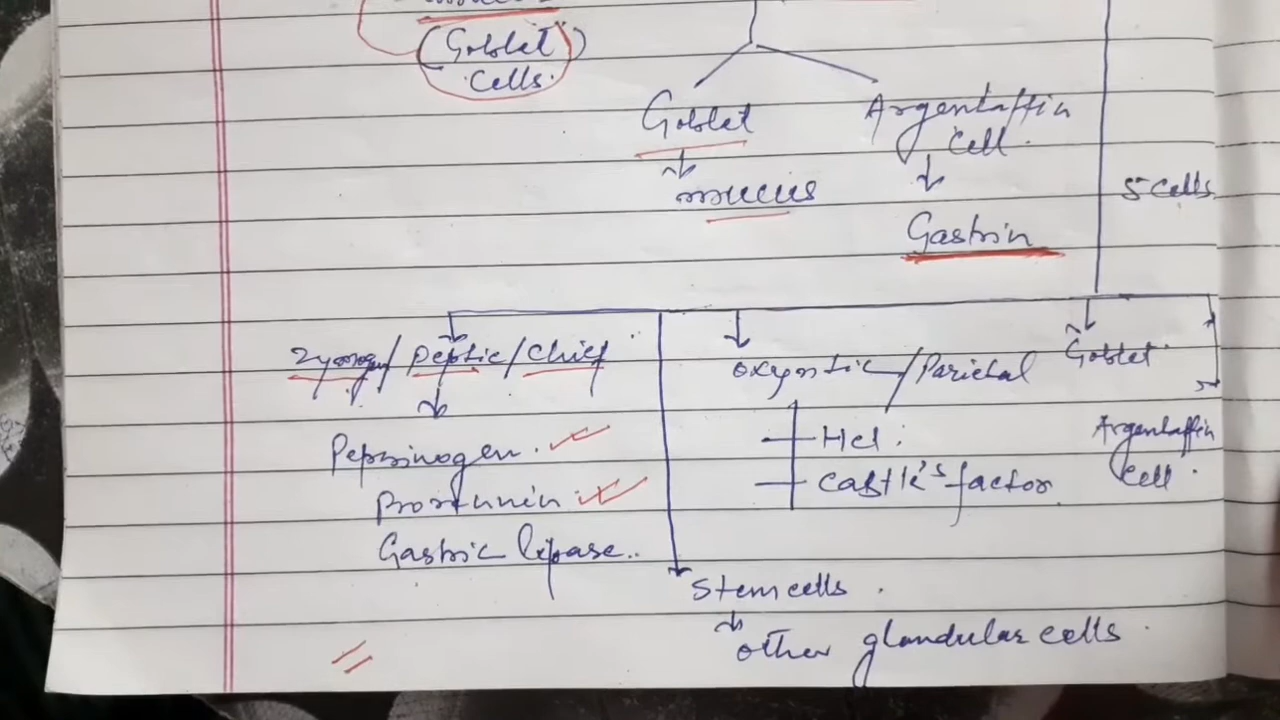 (Goblet)
Cells.
Goblet
Argentaffin
Cell.
mucus
5 cells
Gastrin
Zymogen/Peptic/Chief
Oxyntic/Parietal
Goblet
Pepsinogen.
HCl
Argentaffin
Cell.
Prorennin
Castle's factor
Gastric lipase..
Stem cells
other glandular cells